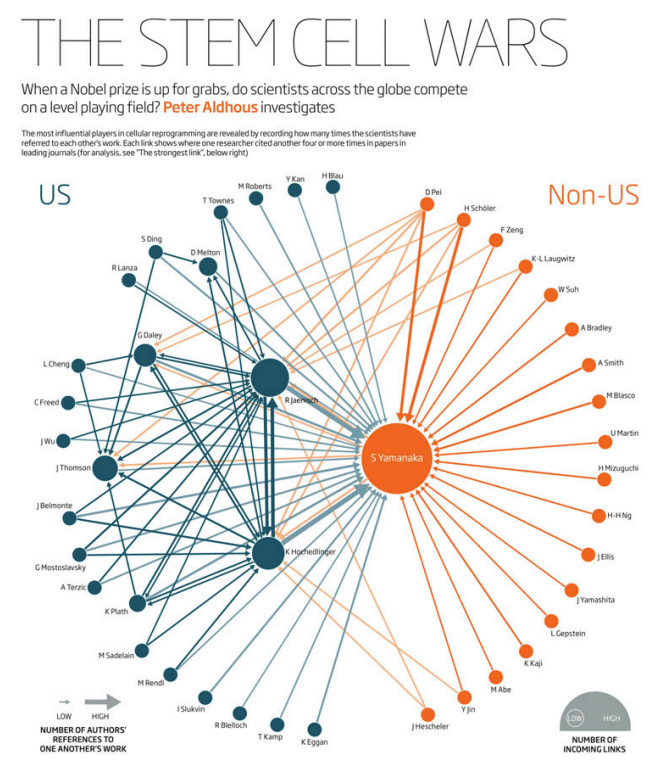 THE STEM CELL WARS
When a Nobel prize is up for grabs, do scientists across the globe compete
on a level playing field? Peter Aldhous investigates
The most influential players in cellular reprogramming are revealed by recording how many times the scientists have
referred to each other's work. Each link shows where one researcher cited another four or more times in papers in
leading journals (for analysis, see "The strongest link", below right)
US
Non-US
H Blau
Y Kan
M Roberts
T Townes
S Ding
D Melton
R Lanza
G Daley
L Cheng
C Freed
J Wu
J Thomson
J Belmonte
G Mostoslavsky
A Terzic
K Plath
M Sadelain
M Rendl
I Slukvin
R Blelloch
T Kamp
K Eggan
R Jaenisch
K Hochedlinger
S Yamanaka
D Pei
H Schöler
F Zeng
K-L Laugwitz
W Suh
A Bradley
A Smith
M Blasco
U Martin
H Mizuguchi
H-H Ng
J Ellis
J Yamashita
L Gepstein
K Kaji
M Abe
Y Jin
J Hescheler
LOW HIGH
NUMBER OF AUTHORS'
REFERENCES TO
ONE ANOTHER'S WORK
LOW HIGH
NUMBER OF
INCOMING LINKS